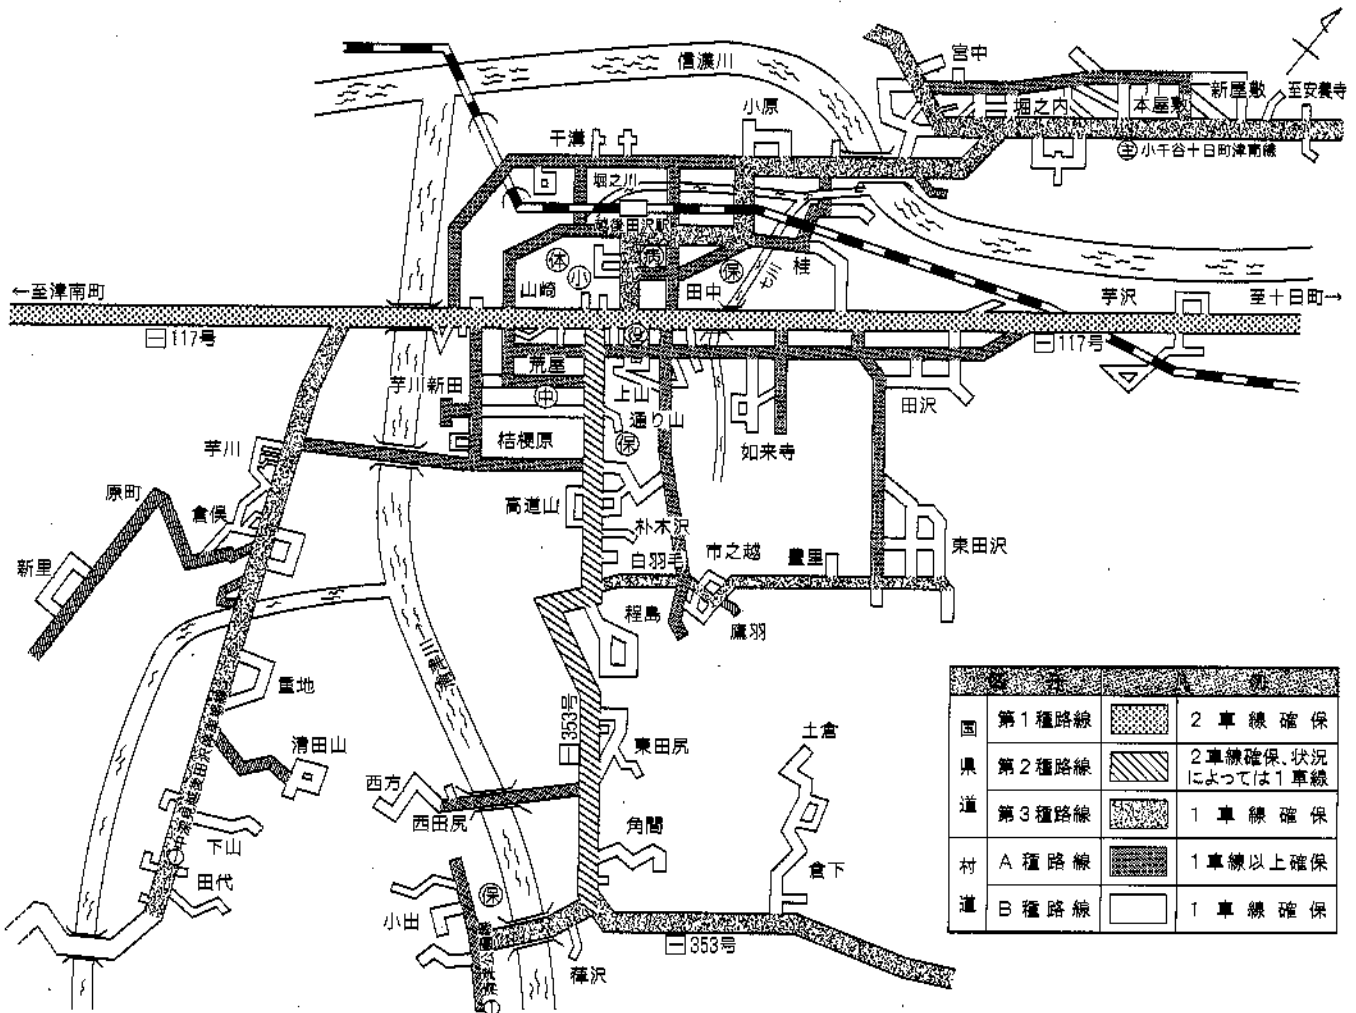 信濃川
宮中
新屋敷
至安養寺
堀之内
本屋敷
小原
干溝
主 小千谷十日町津南線
堀之川
越後田沢駅
体
病
保
小
桂
七川
山崎
田中
←至津南町
芋沢
至十日町→
一117号
一117号
荒屋
芋川新田
中
上山
田沢
通り山
保
桔梗原
如来寺
芋川
原町
倉俣
高道山
朴木沢
白羽毛
市之越
豊里
東田沢
新里
程島
鷹羽
重地
一353号
東田尻
土倉
清田山
西方
西田尻
下山
角間
倉下
田代
保
小田
一353号
葎沢
区分
凡例
国県道
第1種路線
2車線確保
第2種路線
2車線確保、状況
によっては1車線
第3種路線
1車線確保
村道
A種路線
1車線以上確保
B種路線
1車線確保